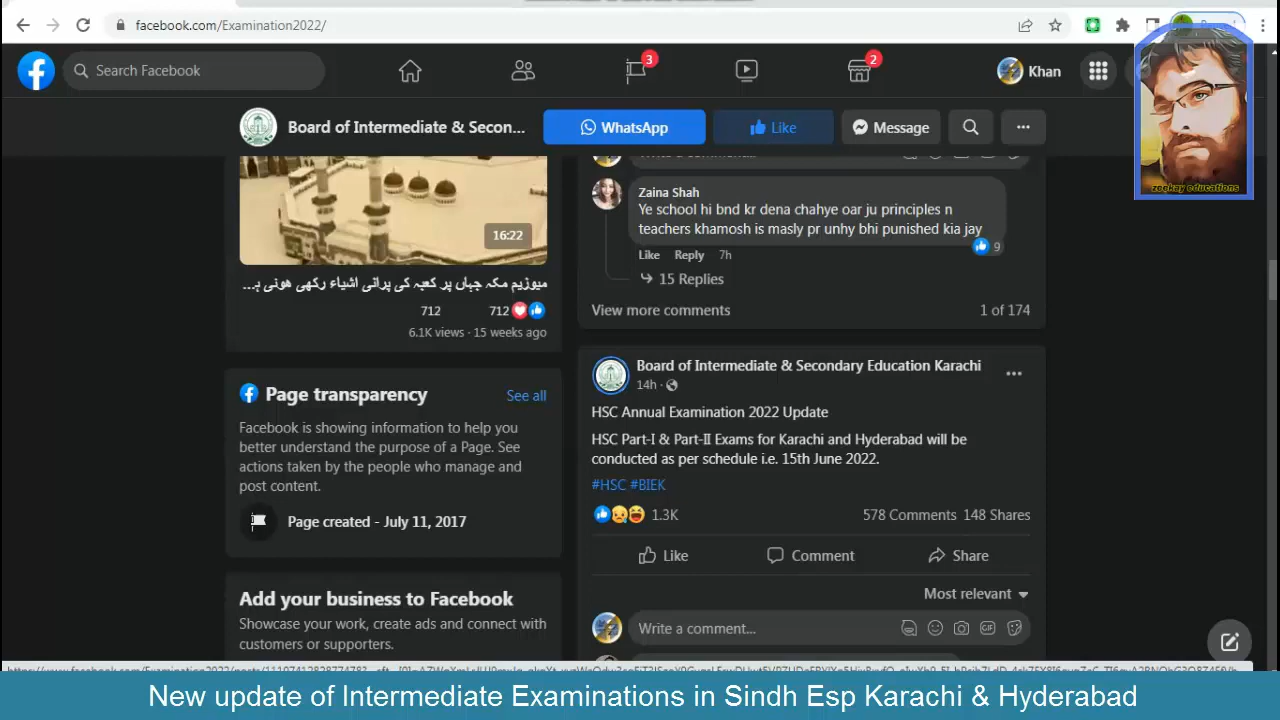 facebook.com/Examination2022/
Search Facebook
3
2
Khan
Board of Intermediate & Secon...
WhatsApp
Like
Message
zeekay educations
16:22
میوزیم مکہ جہاں پر کعبہ کی پرانی اشیاء رکھی ہوئی ہ...
712
712
6.1K views · 15 weeks ago
Page transparency
See all
Facebook is showing information to help you
better understand the purpose of a Page. See
actions taken by the people who manage and
post content.
Page created - July 11, 2017
Add your business to Facebook
Showcase your work, create ads and connect with
customers or supporters.
Zaina Shah
Ye school hi bnd kr dena chahye oar ju principles n
teachers khamosh is masly pr unhy bhi punished kia jay
9
Like Reply 7h
15 Replies
View more comments
1 of 174
Board of Intermediate & Secondary Education Karachi
14h ·
HSC Annual Examination 2022 Update
HSC Part-I & Part-II Exams for Karachi and Hyderabad will be
conducted as per schedule i.e. 15th June 2022.
#HSC #BIEK
1.3K
578 Comments 148 Shares
Like
Comment
Share
Most relevant
Write a comment...
GIF
New update of Intermediate Examinations in Sindh Esp Karachi & Hyderabad